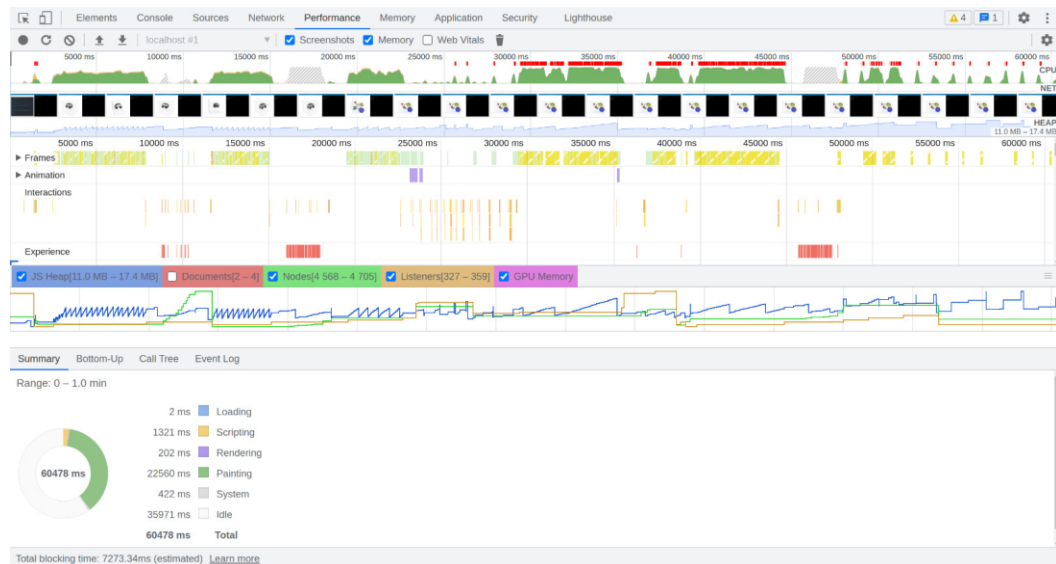 Elements Console Sources Network Performance Memory Application Security Lighthouse 4 1
localhost #1 Screenshots Memory Web Vitals
5000 ms 10000 ms 15000 ms 20000 ms 25000 ms 30000 ms 35000 ms 40000 ms 45000 ms 50000 ms 55000 ms 60000 ms
CPU
NET
HEAP
11.0 MB – 17.4 MB
5000 ms 10000 ms 15000 ms 20000 ms 25000 ms 30000 ms 35000 ms 40000 ms 45000 ms 50000 ms 55000 ms 60000 ms
Frames
Animation
Interactions
Experience
JS Heap[11.0 MB – 17.4 MB] Documents[2 – 4] Nodes[4 568 – 4 705] Listeners[327 – 359] GPU Memory
Summary Bottom-Up Call Tree Event Log
Range: 0 – 1.0 min
2 ms Loading
1321 ms Scripting
202 ms Rendering
60478 ms
22560 ms Painting
422 ms System
35971 ms Idle
60478 ms Total
Total blocking time: 7273.34ms (estimated) Learn more